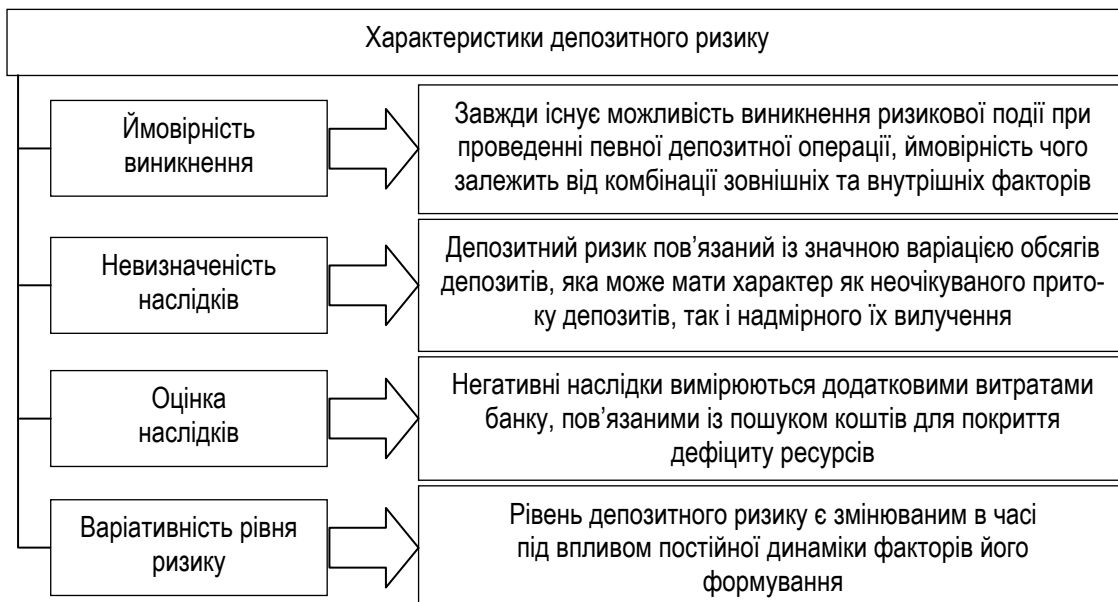 Характеристики депозитного ризику
Ймовірність
виникнення
Завжди існує можливість виникнення ризикової події при
проведенні певної депозитної операції, ймовірність чого
залежить від комбінації зовнішніх та внутрішніх факторів
Невизначеність
наслідків
Депозитний ризик пов’язаний із значною варіацією обсягів
депозитів, яка може мати характер як неочікуваного прито-
ку депозитів, так і надмірного їх вилучення
Оцінка
наслідків
Негативні наслідки вимірюються додатковими витратами
банку, пов’язаними із пошуком коштів для покриття
дефіциту ресурсів
Варіативність рівня
ризику
Рівень депозитного ризику є змінюваним в часі
під впливом постійної динаміки факторів його
формування